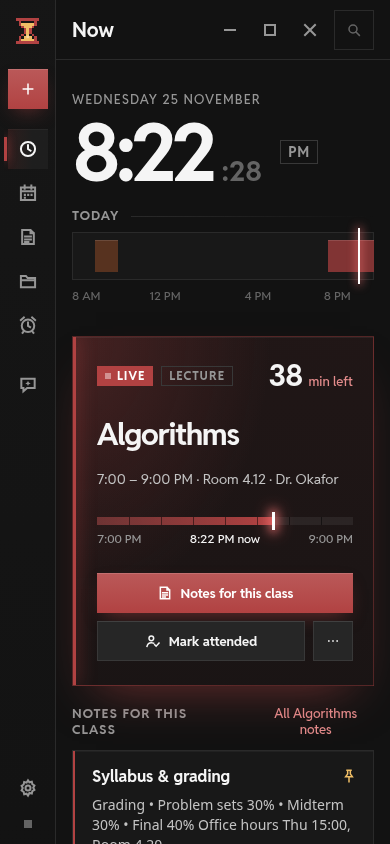 Now
WEDNESDAY 25 NOVEMBER
8:22 :28 PM
TODAY
8 AM 12 PM 4 PM 8 PM
LIVE LECTURE 38 min left
Algorithms
7:00 – 9:00 PM · Room 4.12 · Dr. Okafor
7:00 PM 8:22 PM now 9:00 PM
Notes for this class
Mark attended ···
NOTES FOR THIS CLASS
All Algorithms notes
Syllabus & grading
Grading • Problem sets 30% • Midterm
30% • Final 40% Office hours Thu 15:00,
Room 4.20